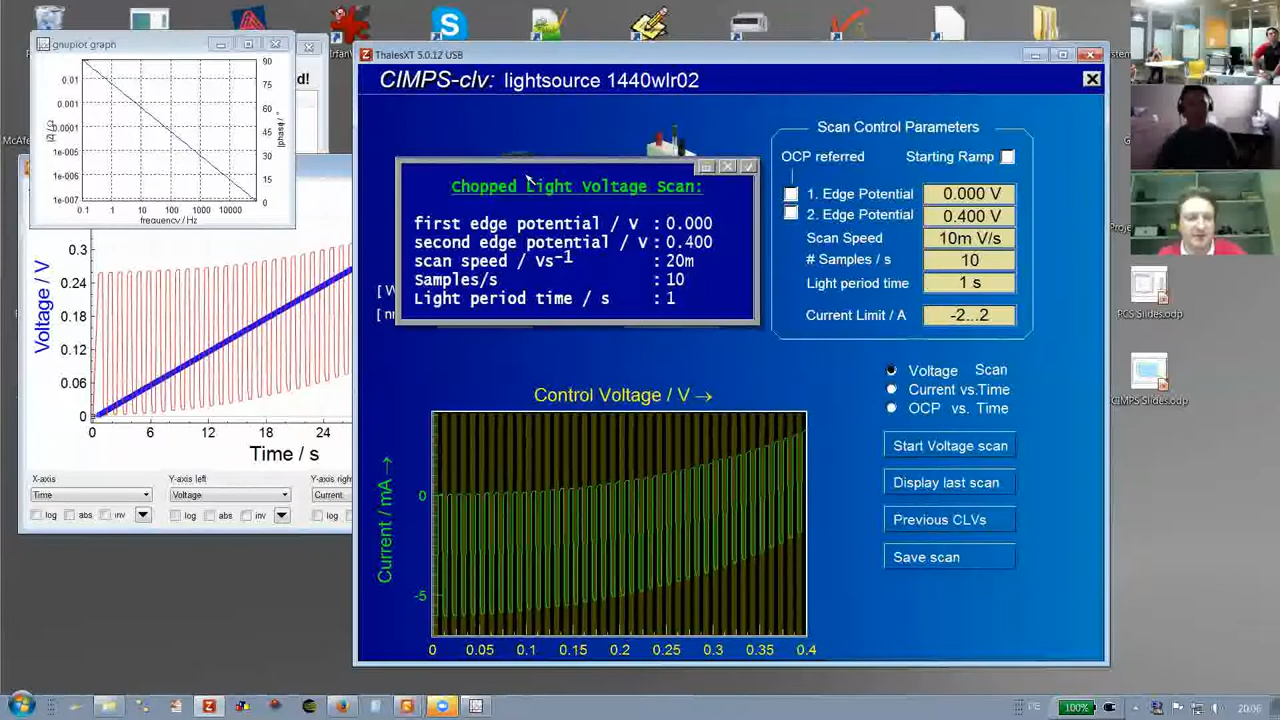 gnuplot graph
0.01
0.001
0.0001
1e-005
1e-006
1e-007
|Z| / Ω
90
75
60
45
30
15
0
|phase| / °
0.1 1 10 100 1000 10000
frequency / Hz
d!
McAfe
Voltage / V
0.3
0.24
0.18
0.12
0.06
0
0 6 12 18 24
Time / s
X-axis
Y-axis left
Y-axis right
Time
Voltage
Current.
log abs inv
log abs inv
log
ThalesXT 5.0.12 USB
CIMPS-clv: lightsource 1440wlr02
Chopped Light Voltage Scan:
first edge potential / v : 0.000
second edge potential / v : 0.400
scan speed / vs-1 : 20m
Samples/s : 10
Light period time / s : 1
Scan Control Parameters
OCP referred
Starting Ramp
1. Edge Potential 0.000 V
2. Edge Potential 0.400 V
Scan Speed 10m V/s
# Samples / s 10
Light period time 1 s
Current Limit / A -2...2
Voltage Scan
Current vs.Time
OCP vs. Time
Start Voltage scan
Display last scan
Previous CLVs
Save scan
Control Voltage / V →
Current / mA →
0
-5
0 0.05 0.1 0.15 0.2 0.25 0.3 0.35 0.4
PCS Slides.odp
CIMPS Slides.odp
DE
100%
20:06